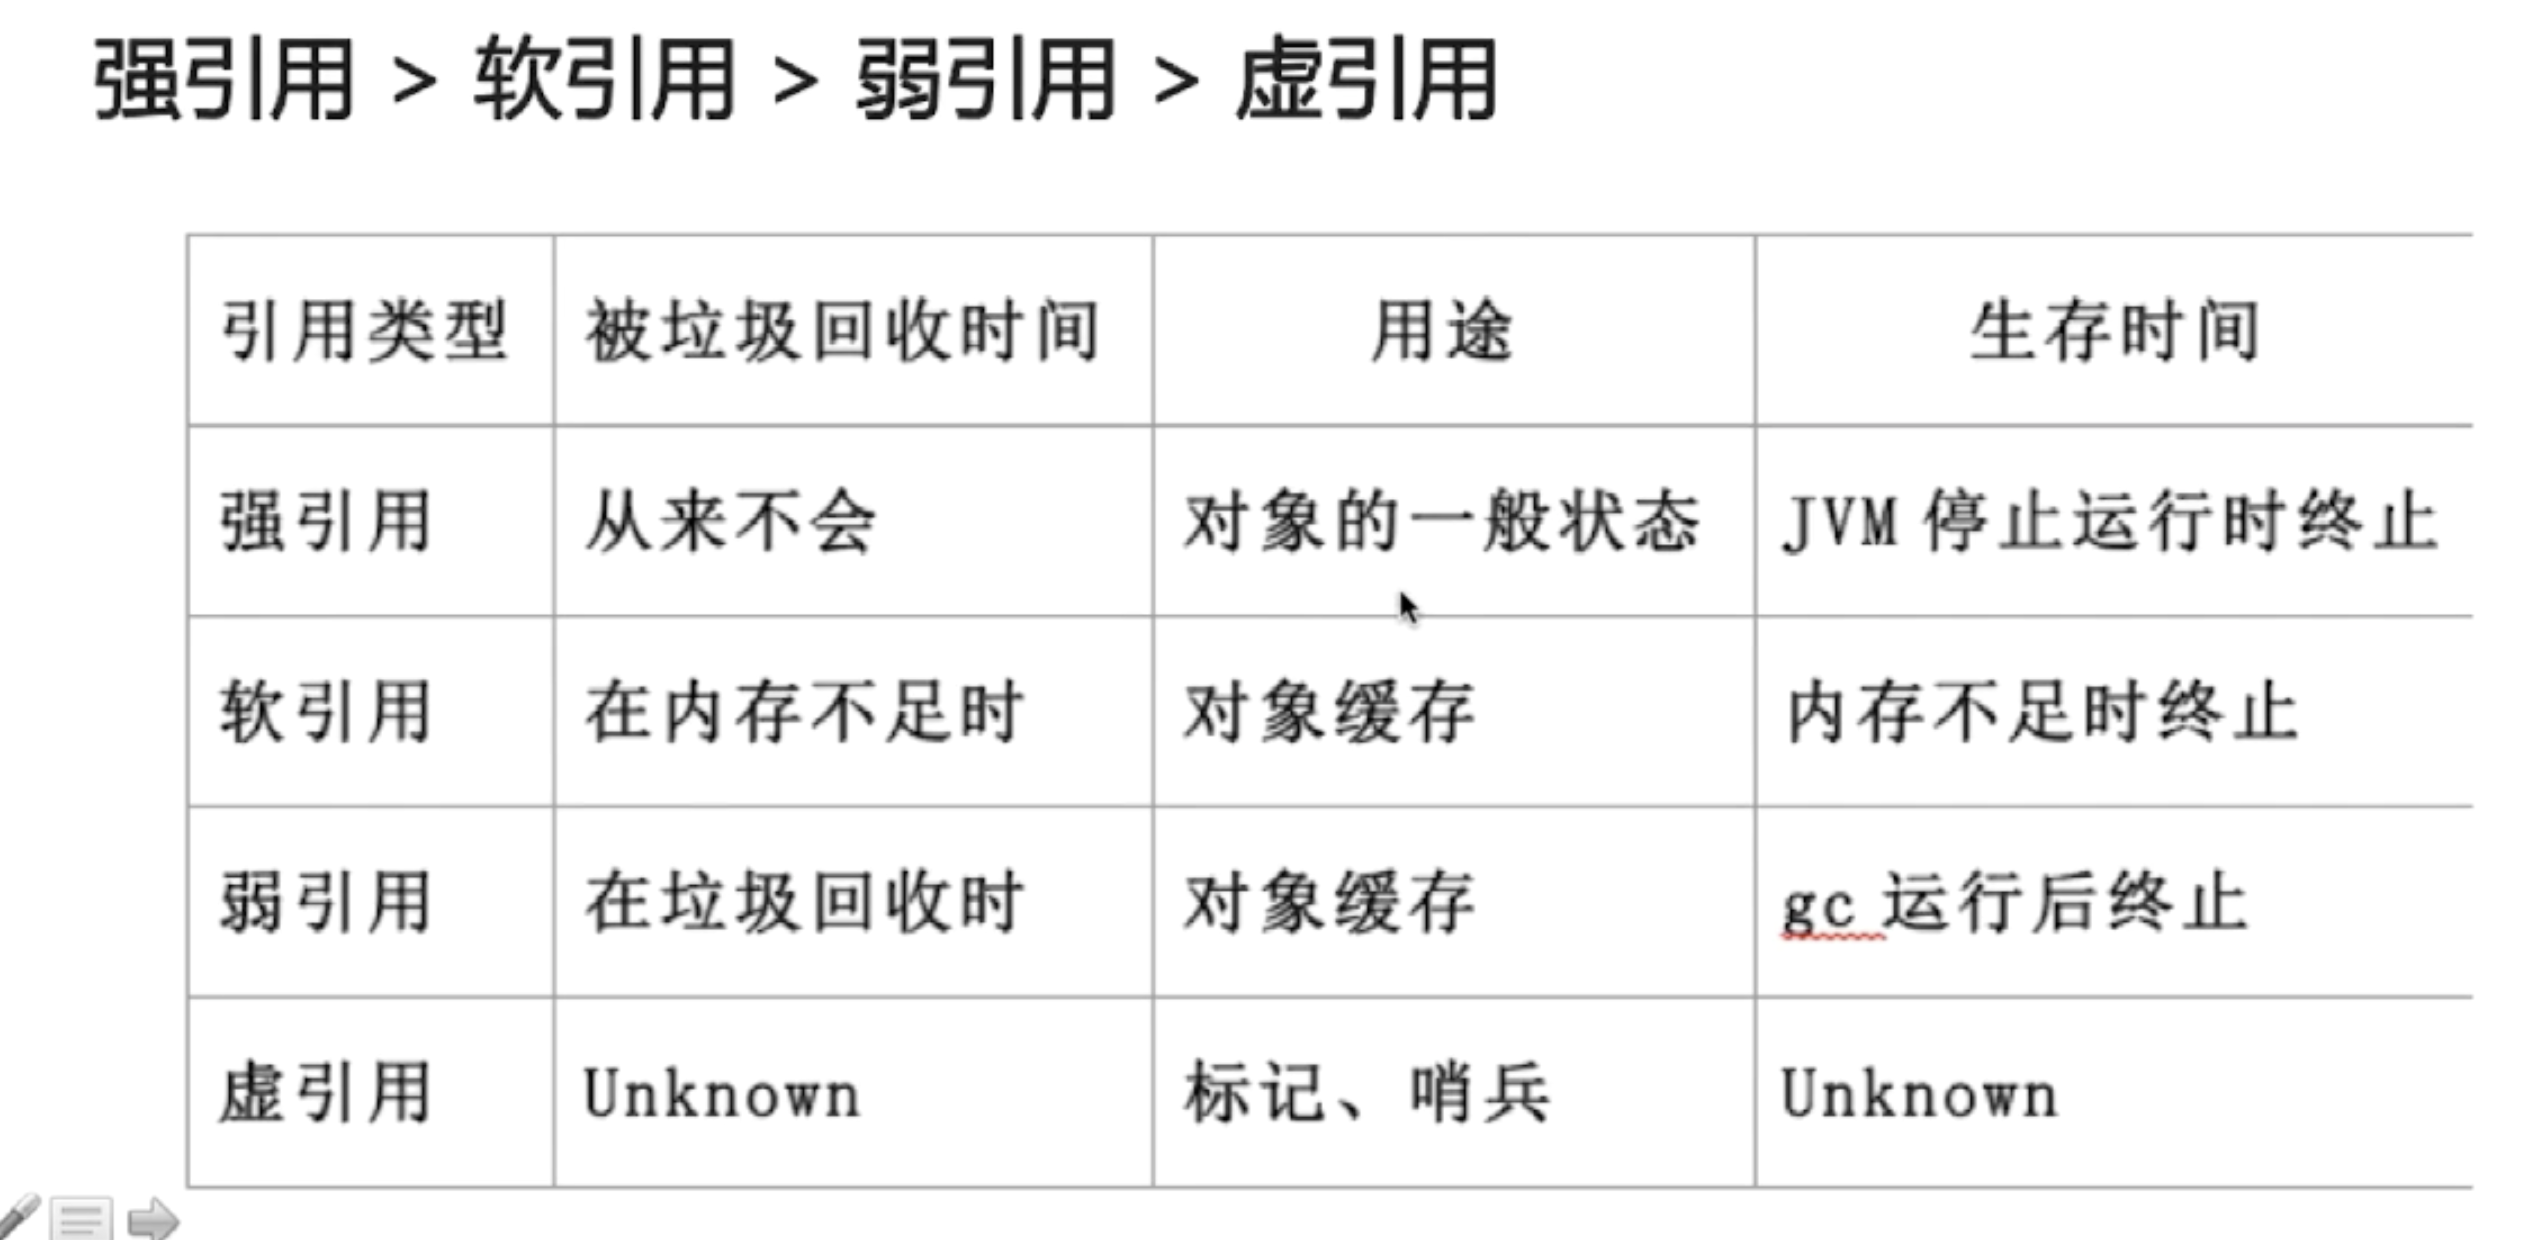 强引用 > 软引用 > 弱引用 > 虚引用
引用类型 被垃圾回收时间 用途 生存时间
强引用 从来不会 对象的一般状态 JVM 停止运行时终止
软引用 在内存不足时 对象缓存 内存不足时终止
弱引用 在垃圾回收时 对象缓存 gc 运行后终止
虚引用 Unknown 标记、哨兵 Unknown